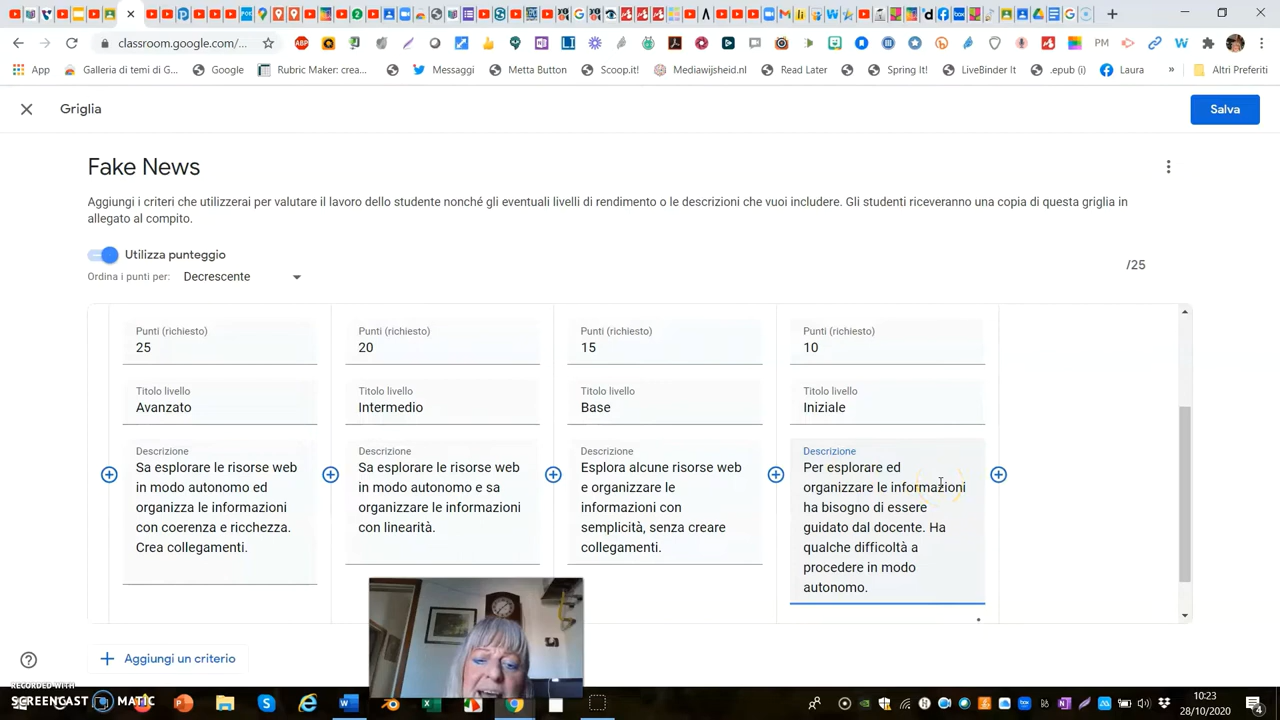 classroom.google.com/...
ABP
PM
App
Galleria di temi di G...
Google
Rubric Maker: crea...
Messaggi
Metta Button
Scoop.it!
Mediawijsheid.nl
Read Later
Spring It!
LiveBinder It
.epub (i)
Laura
»
Altri Preferiti
Griglia
Salva
Fake News
Aggiungi i criteri che utilizzerai per valutare il lavoro dello studente nonché gli eventuali livelli di rendimento o le descrizioni che vuoi includere. Gli studenti riceveranno una copia di questa griglia in
allegato al compito.
Utilizza punteggio
Ordina i punti per:
Decrescente
/25
Punti (richiesto)
25
Titolo livello
Avanzato
Descrizione
Sa esplorare le risorse web
in modo autonomo ed
organizza le informazioni
con coerenza e ricchezza.
Crea collegamenti.
Punti (richiesto)
20
Titolo livello
Intermedio
Descrizione
Sa esplorare le risorse web
in modo autonomo e sa
organizzare le informazioni
con linearità.
Punti (richiesto)
15
Titolo livello
Base
Descrizione
Esplora alcune risorse web
e organizzare le
informazioni con
semplicità, senza creare
collegamenti.
Punti (richiesto)
10
Titolo livello
Iniziale
Descrizione
Per esplorare ed
organizzare le informazioni
ha bisogno di essere
guidato dal docente. Ha
qualche difficoltà a
procedere in modo
autonomo.
Aggiungi un criterio
RECORDED WITH
SCREENCAST MATIC
10:23
28/10/2020
4